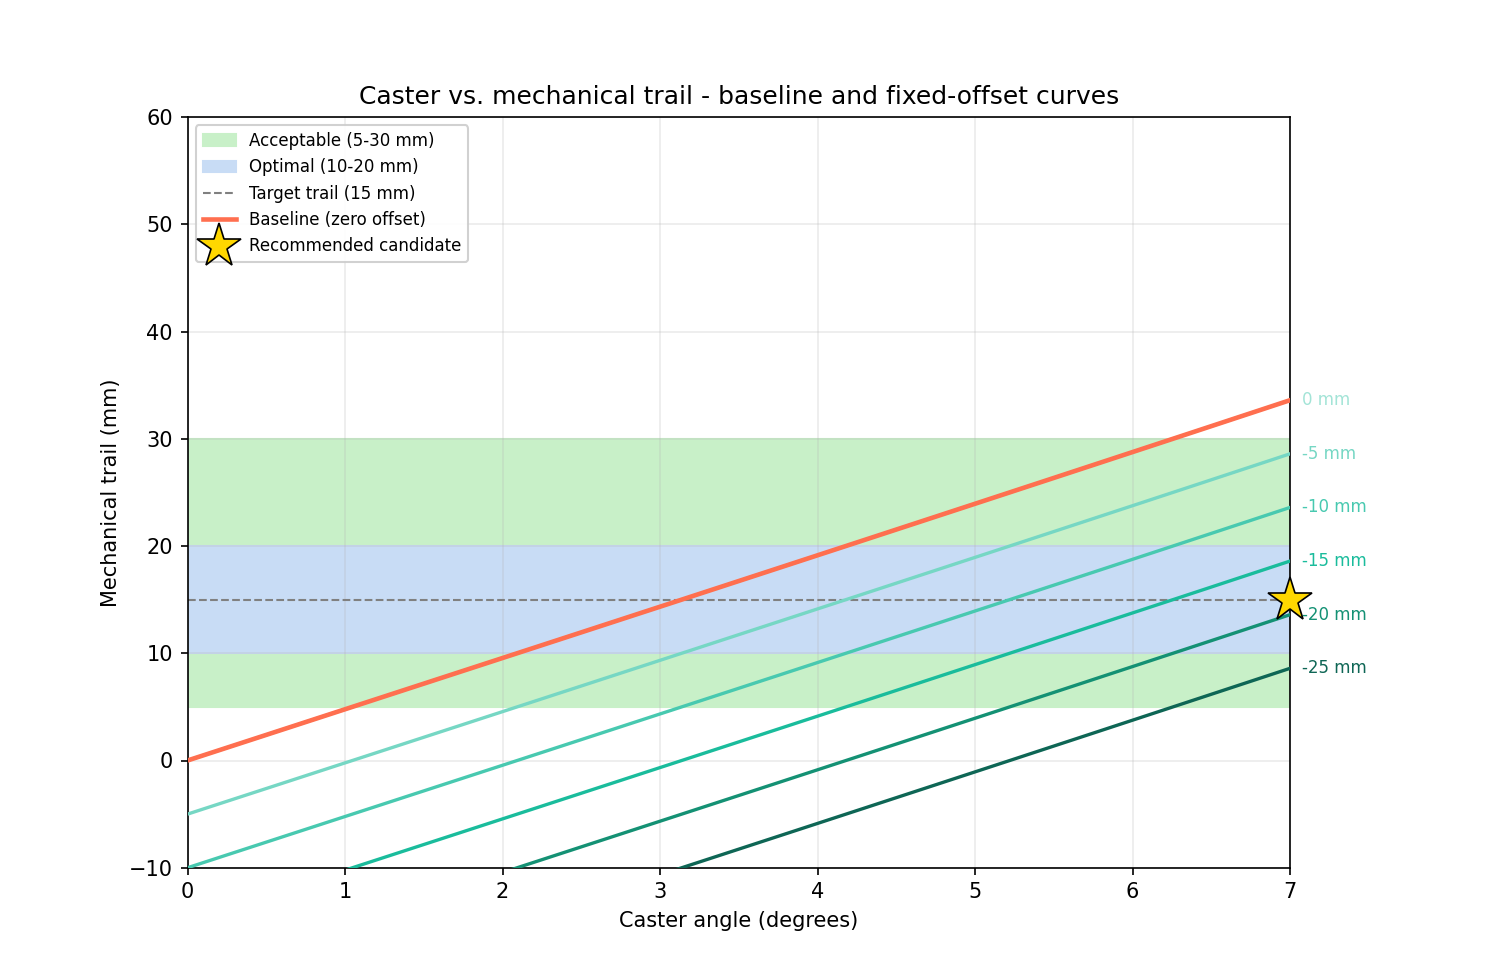 Caster vs. mechanical trail - baseline and fixed-offset curves
Acceptable (5-30 mm)
Optimal (10-20 mm)
Target trail (15 mm)
Baseline (zero offset)
Recommended candidate
Mechanical trail (mm)
60
50
40
30
20
10
0
−10
0 mm
-5 mm
-10 mm
-15 mm
-20 mm
-25 mm
0 1 2 3 4 5 6 7
Caster angle (degrees)